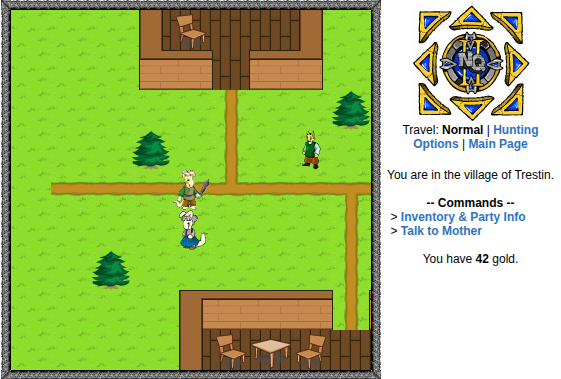 NQ
Travel: Normal | Hunting
Options | Main Page
You are in the village of Trestin.
-- Commands --
> Inventory & Party Info
> Talk to Mother
You have 42 gold.